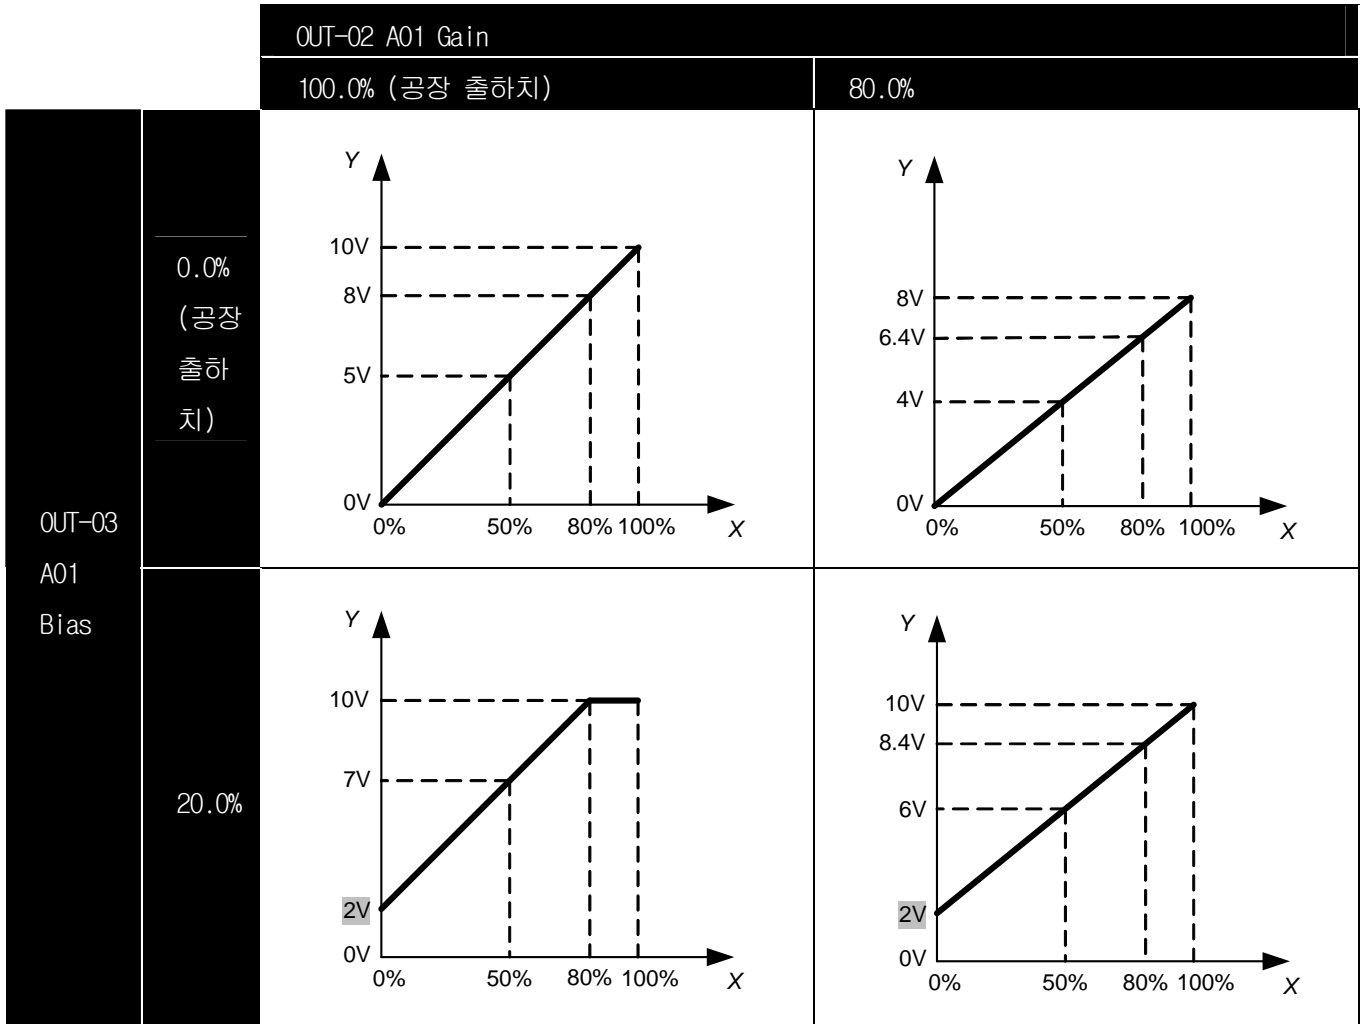 OUT-02 AO1 Gain
100.0% (공장 출하치)
80.0%
OUT-03
AO1
Bias
0.0%
(공장
출하
치)
Y
10V
8V
5V
0V
0%
50%
80%
100%
X
Y
8V
6.4V
4V
0V
0%
50%
80%
100%
X
20.0%
Y
10V
7V
2V
0V
0%
50%
80%
100%
X
Y
10V
8.4V
6V
2V
0V
0%
50%
80%
100%
X